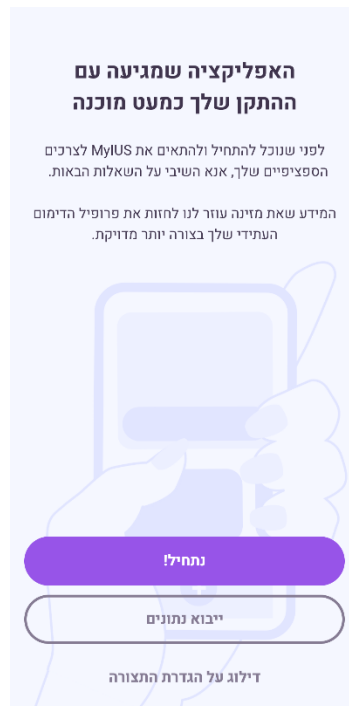 האפליקציה שמגיעה עם
ההתקן שלך כמעט מוכנה
לפני שנוכל להתחיל ולהתאים את MyIUS לצרכים
הספציפיים שלך, אנא השיבי על השאלות הבאות.
המידע שאת מזינה עוזר לנו לחזות את פרופיל הדימום
העתידי שלך בצורה יותר מדויקת.
נתחיל!
ייבוא נתונים
דילוג על הגדרת התצורה